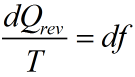 dQ_rev / T = df